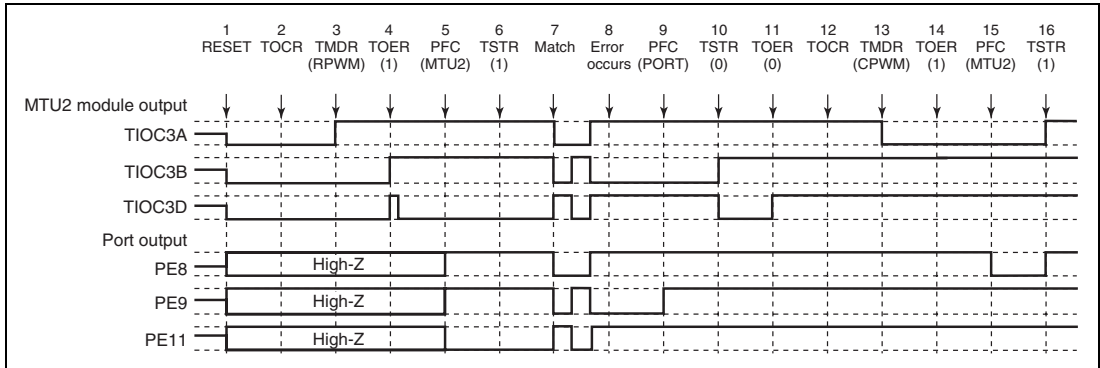 1 2 3 4 5 6 7 8 9 10 11 12 13 14 15 16
RESET TOCR TMDR TOER PFC TSTR Match Error PFC TSTR TOER TOCR TMDR TOER PFC TSTR
(RPWM) (1) (MTU2) (1) occurs (PORT) (0) (0) (CPWM) (1) (MTU2) (1)
MTU2 module output
TIOC3A
TIOC3B
TIOC3D
Port output
PE8 High-Z
PE9 High-Z
PE11 High-Z